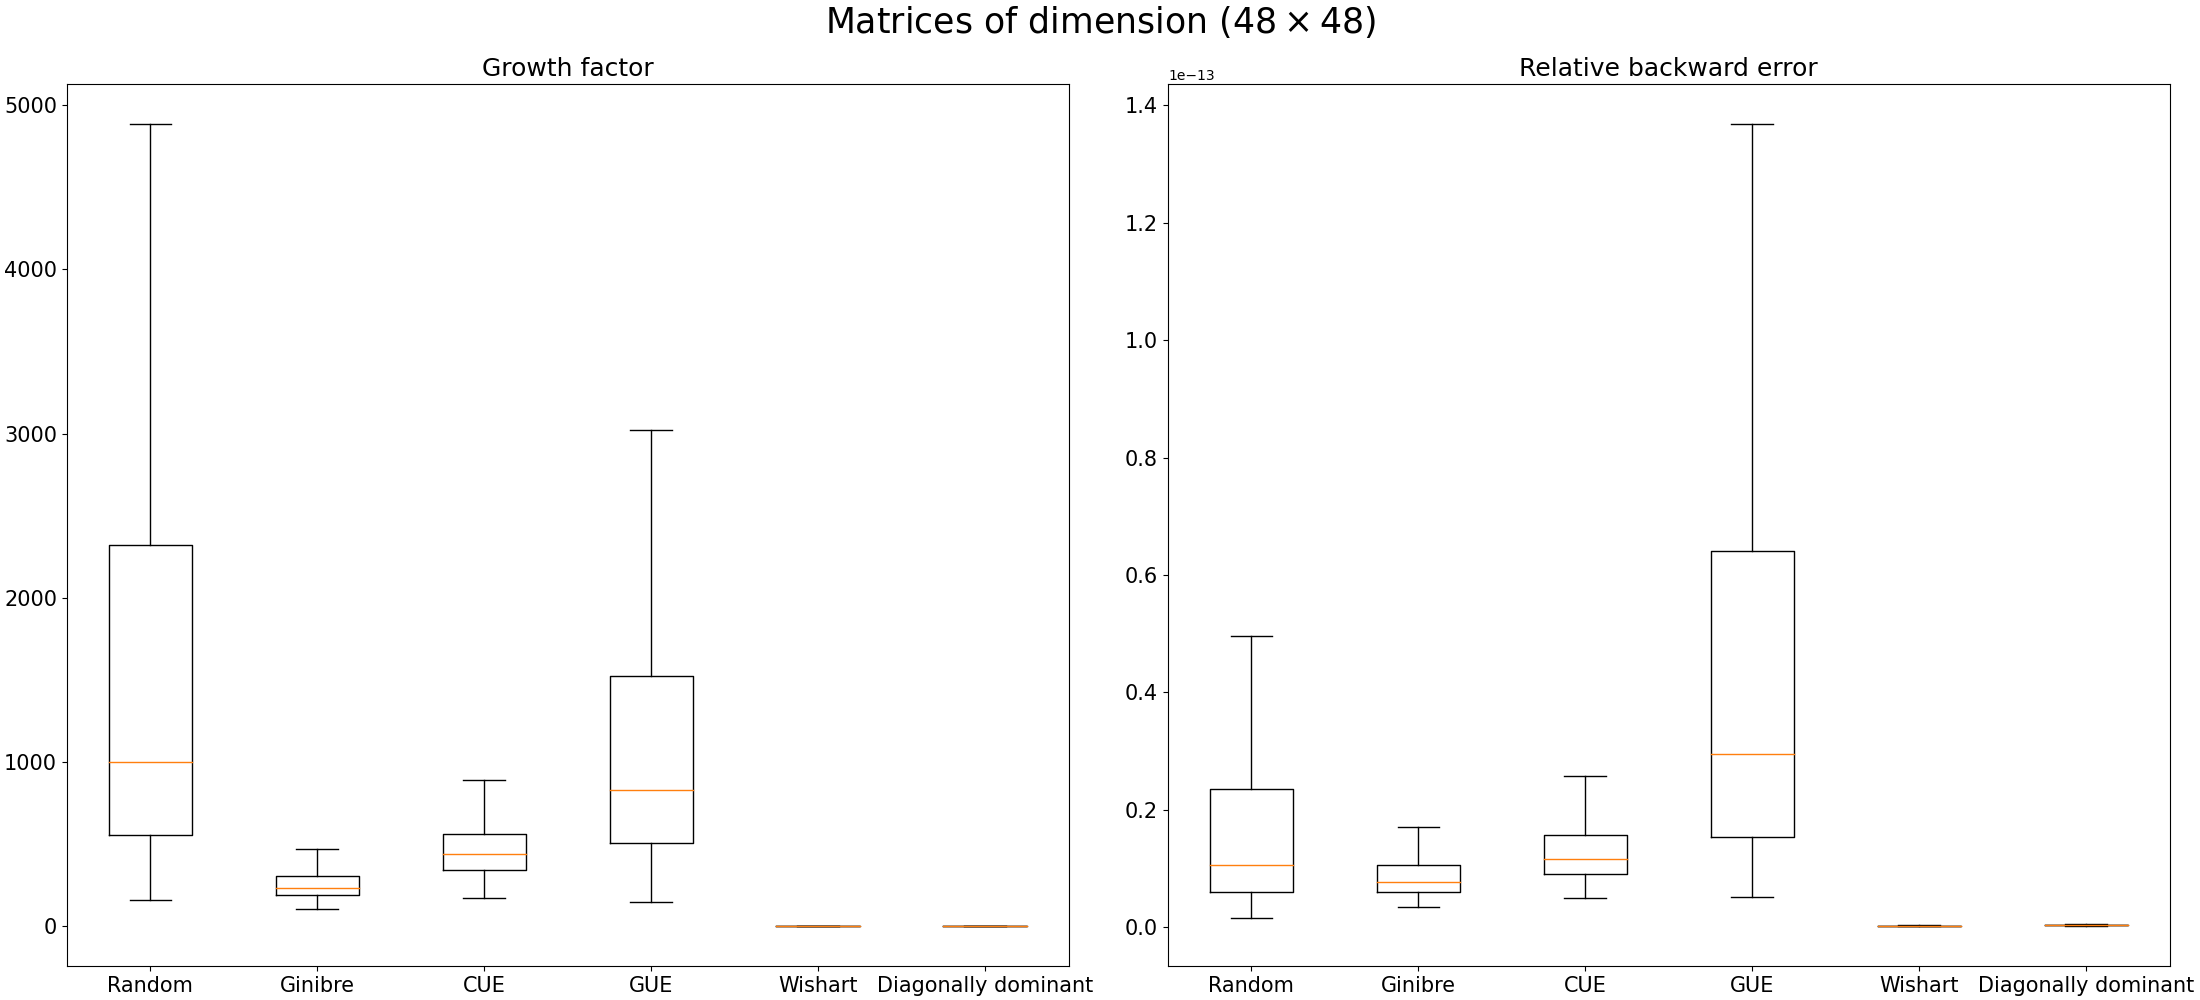 Matrices of dimension (48 × 48)
Growth factor
5000
4000
3000
2000
1000
0
Random Ginibre CUE GUE Wishart Diagonally dominant
Relative backward error
1e−13
1.4
1.2
1.0
0.8
0.6
0.4
0.2
0.0
Random Ginibre CUE GUE Wishart Diagonally dominant